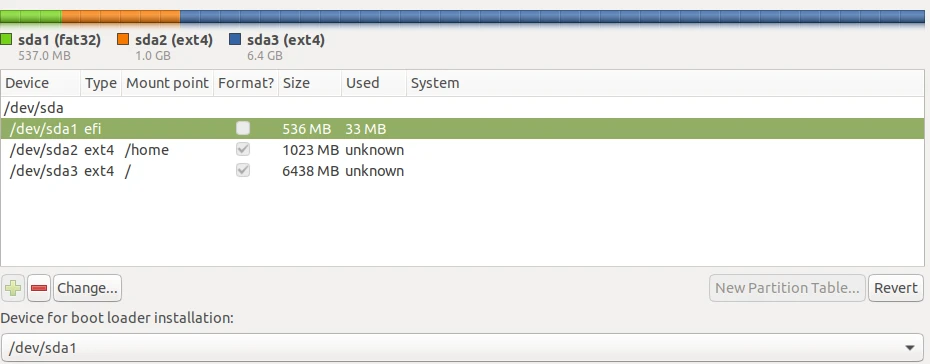 sda1 (fat32) sda2 (ext4) sda3 (ext4)
537.0 MB 1.0 GB 6.4 GB
Device Type Mount point Format? Size Used System
/dev/sda
/dev/sda1 efi 536 MB 33 MB
/dev/sda2 ext4 /home 1023 MB unknown
/dev/sda3 ext4 / 6438 MB unknown
Change... New Partition Table... Revert
Device for boot loader installation:
/dev/sda1